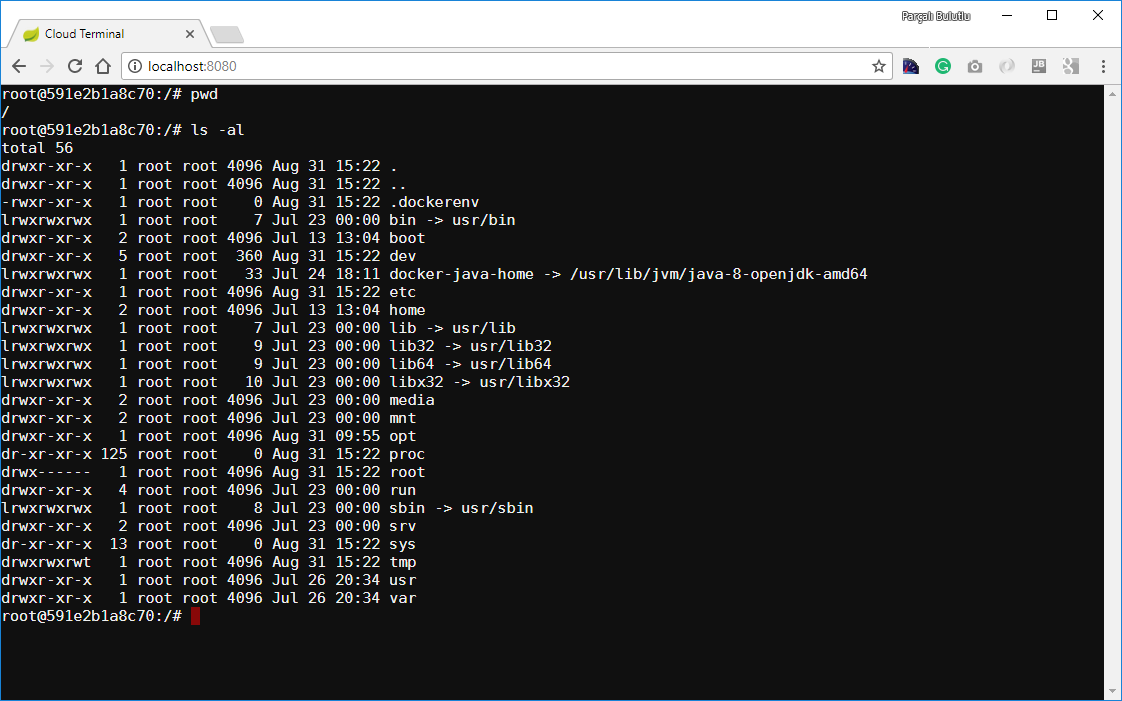 Parçalı Bulutlu
Cloud Terminal
localhost:8080
JB
root@591e2b1a8c70:/# pwd
/
root@591e2b1a8c70:/# ls -al
total 56
drwxr-xr-x   1 root root 4096 Aug 31 15:22 .
drwxr-xr-x   1 root root 4096 Aug 31 15:22 ..
-rwxr-xr-x   1 root root    0 Aug 31 15:22 .dockerenv
lrwxrwxrwx   1 root root    7 Jul 23 00:00 bin -> usr/bin
drwxr-xr-x   2 root root 4096 Jul 13 13:04 boot
drwxr-xr-x   5 root root  360 Aug 31 15:22 dev
lrwxrwxrwx   1 root root   33 Jul 24 18:11 docker-java-home -> /usr/lib/jvm/java-8-openjdk-amd64
drwxr-xr-x   1 root root 4096 Aug 31 15:22 etc
drwxr-xr-x   2 root root 4096 Jul 13 13:04 home
lrwxrwxrwx   1 root root    7 Jul 23 00:00 lib -> usr/lib
lrwxrwxrwx   1 root root    9 Jul 23 00:00 lib32 -> usr/lib32
lrwxrwxrwx   1 root root    9 Jul 23 00:00 lib64 -> usr/lib64
lrwxrwxrwx   1 root root   10 Jul 23 00:00 libx32 -> usr/libx32
drwxr-xr-x   2 root root 4096 Jul 23 00:00 media
drwxr-xr-x   2 root root 4096 Jul 23 00:00 mnt
drwxr-xr-x   1 root root 4096 Aug 31 09:55 opt
dr-xr-xr-x 125 root root    0 Aug 31 15:22 proc
drwx------   1 root root 4096 Aug 31 15:22 root
drwxr-xr-x   4 root root 4096 Jul 23 00:00 run
lrwxrwxrwx   1 root root    8 Jul 23 00:00 sbin -> usr/sbin
drwxr-xr-x   2 root root 4096 Jul 23 00:00 srv
dr-xr-xr-x  13 root root    0 Aug 31 15:22 sys
drwxrwxrwt   1 root root 4096 Aug 31 15:22 tmp
drwxr-xr-x   1 root root 4096 Jul 26 20:34 usr
drwxr-xr-x   1 root root 4096 Jul 26 20:34 var
root@591e2b1a8c70:/#